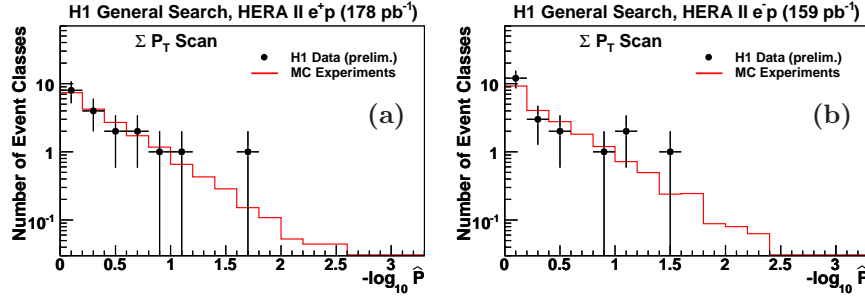 H1 General Search, HERA II e⁺p (178 pb⁻¹)
Σ P_T Scan
H1 Data (prelim.)
MC Experiments
(a)
Number of Event Classes
10
1
10⁻¹
0 0.5 1 1.5 2 2.5 3
-log₁₀ P̂
H1 General Search, HERA II e⁻p (159 pb⁻¹)
Σ P_T Scan
H1 Data (prelim.)
MC Experiments
(b)
Number of Event Classes
10
1
10⁻¹
0 0.5 1 1.5 2 2.5 3
-log₁₀ P̂